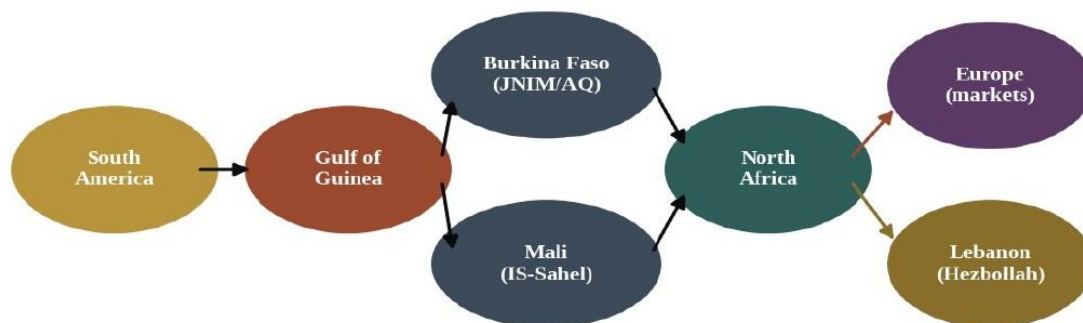 South
America
Gulf of
Guinea
Burkina Faso
(JNIM/AQ)
Mali
(IS-Sahel)
North
Africa
Europe
(markets)
Lebanon
(Hezbollah)